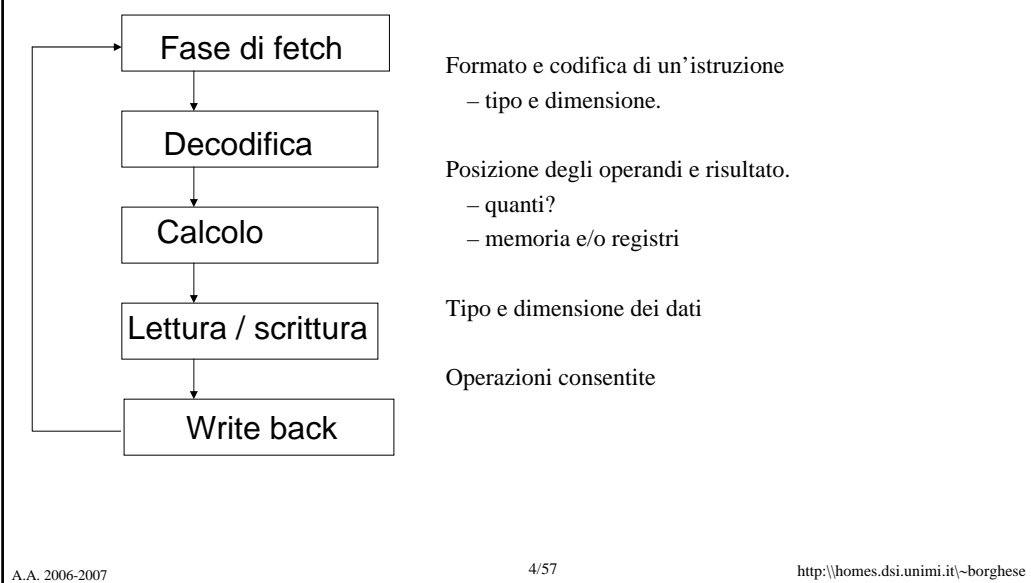 Fase di fetch
Decodifica
Calcolo
Lettura / scrittura
Write back
Formato e codifica di un’istruzione
– tipo e dimensione.
Posizione degli operandi e risultato.
– quanti?
– memoria e/o registri
Tipo e dimensione dei dati
Operazioni consentite
A.A. 2006-2007
4/57
http:\\homes.dsi.unimi.it\~borghese